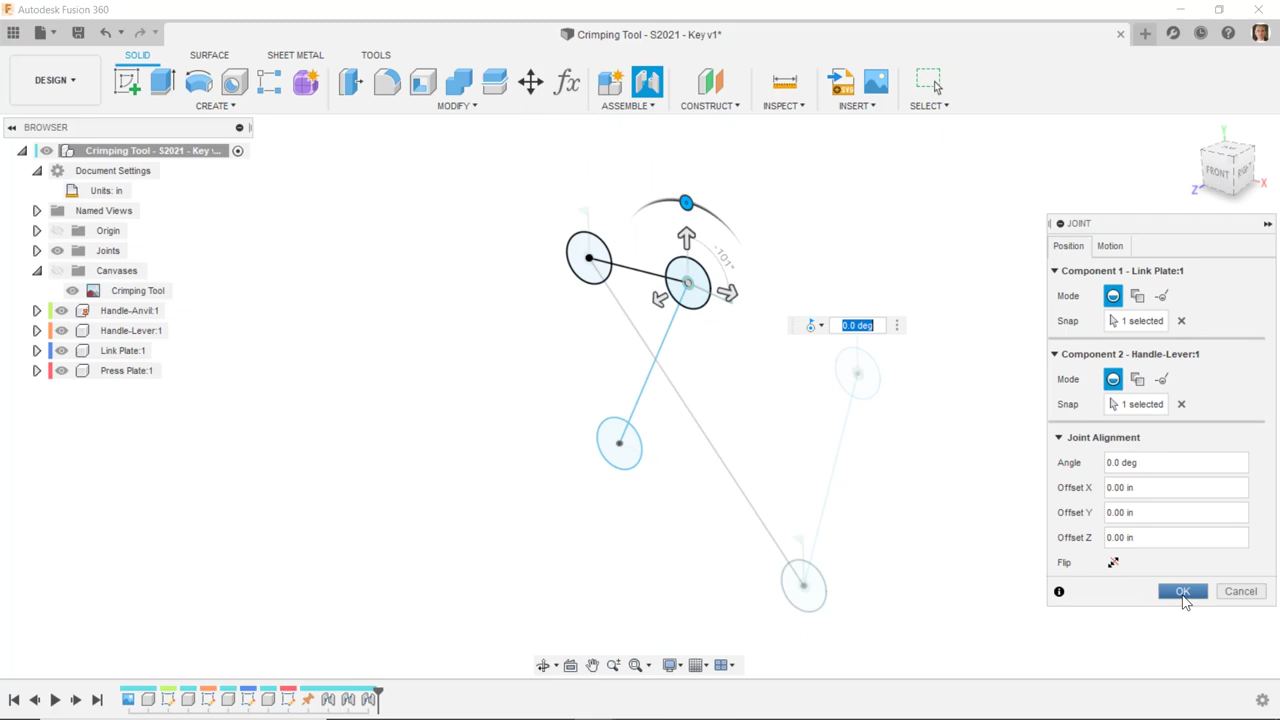 Autodesk Fusion 360
Crimping Tool - S2021 - Key v1*
DESIGN
SOLID
SURFACE
SHEET METAL
TOOLS
CREATE
MODIFY
ASSEMBLE
CONSTRUCT
INSPECT
INSERT
SELECT
BROWSER
Crimping Tool - S2021 - Key ...
Document Settings
Units: in
Named Views
Origin
Joints
Canvases
Crimping Tool
Handle-Anvil:1
Handle-Lever:1
Link Plate:1
Press Plate:1
-101°
0.0 deg
Y
FRONT
RIGHT
X
Z
JOINT
Position
Motion
Component 1 - Link Plate:1
Mode
Snap
1 selected
Component 2 - Handle-Lever:1
Mode
Snap
1 selected
Joint Alignment
Angle 0.0 deg
Offset X 0.00 in
Offset Y 0.00 in
Offset Z 0.00 in
Flip
OK
Cancel